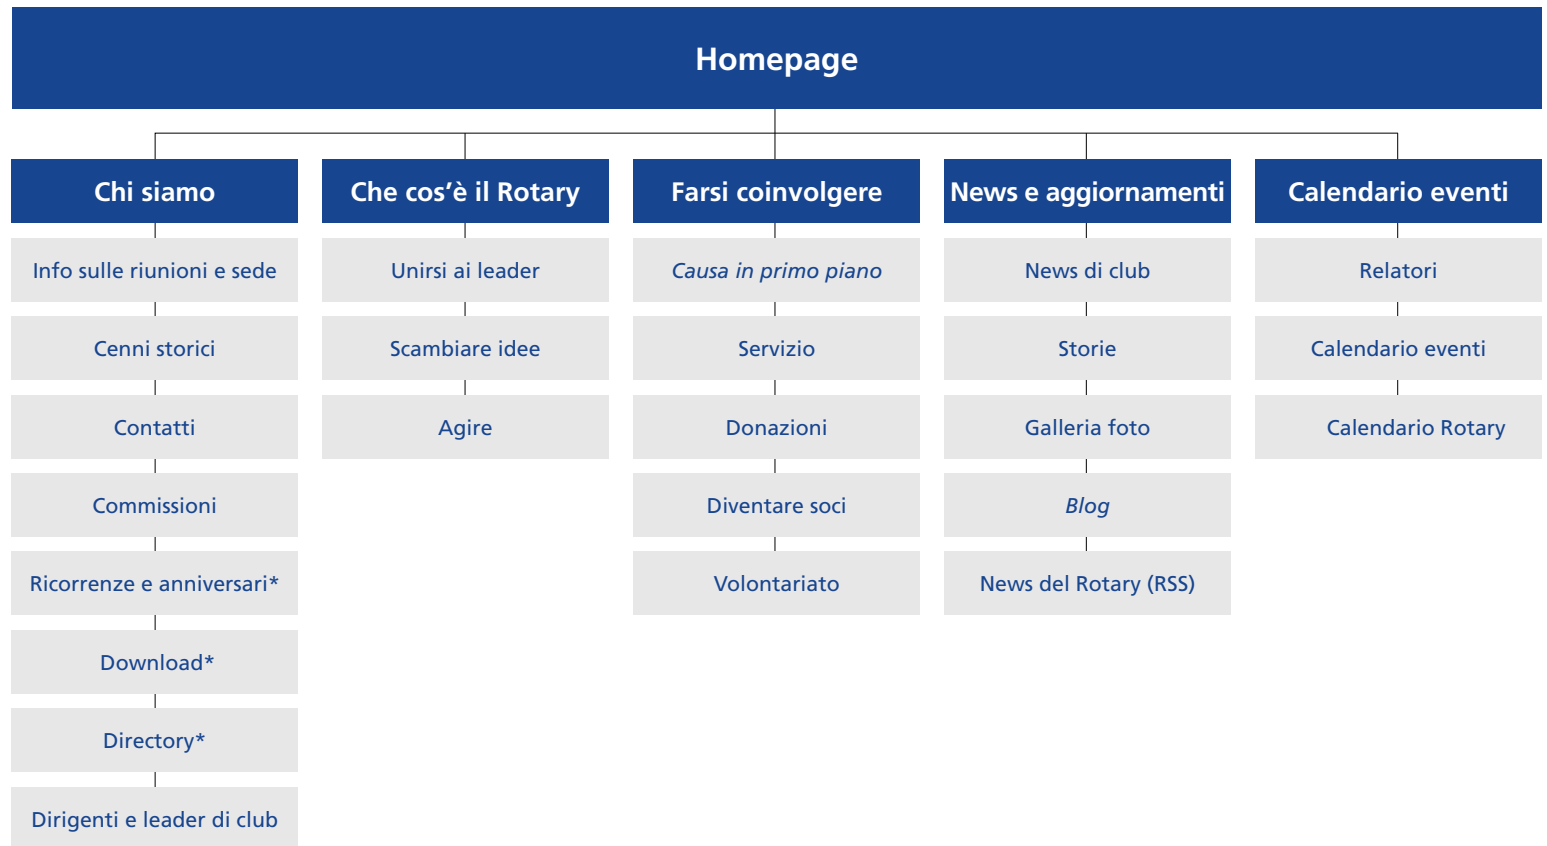 Homepage
Chi siamo
Info sulle riunioni e sede
Cenni storici
Contatti
Commissioni
Ricorrenze e anniversari*
Download*
Directory*
Dirigenti e leader di club
Che cos’è il Rotary
Unirsi ai leader
Scambiare idee
Agire
Farsi coinvolgere
Causa in primo piano
Servizio
Donazioni
Diventare soci
Volontariato
News e aggiornamenti
News di club
Storie
Galleria foto
Blog
News del Rotary (RSS)
Calendario eventi
Relatori
Calendario eventi
Calendario Rotary